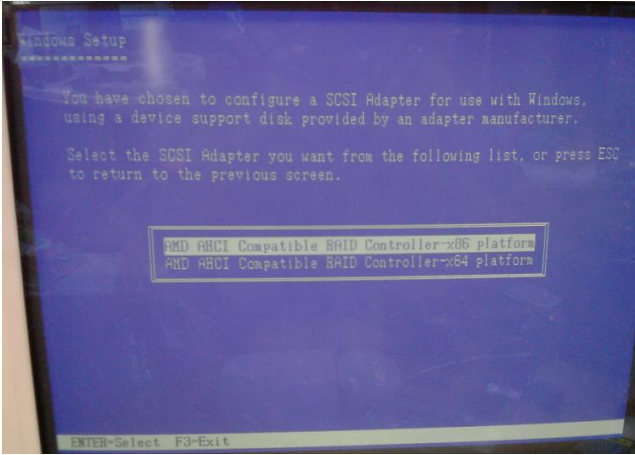 Windows Setup
You have chosen to configure a SCSI Adapter for use with Windows,
using a device support disk provided by an adapter manufacturer.
Select the SCSI Adapter you want from the following list, or press ESC
to return to the previous screen.
AMD AHCI Compatible RAID Controller-x86 platform
AMD AHCI Compatible RAID Controller-x64 platform
ENTER=Select F3=Exit